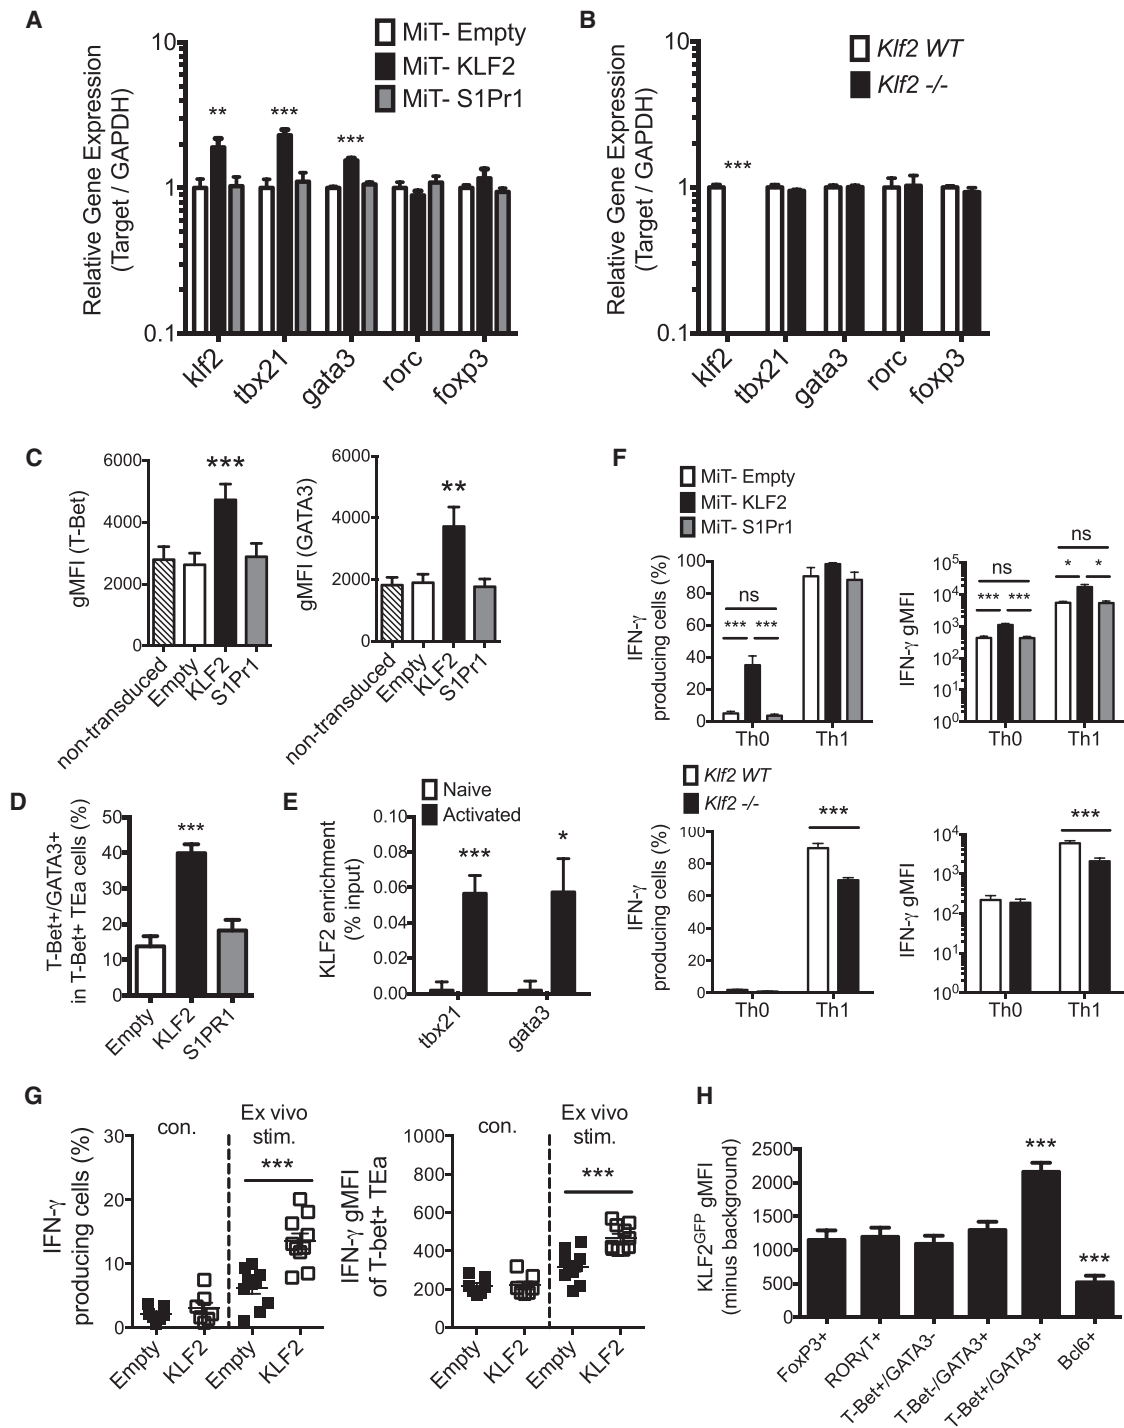 A
MiT- Empty
MiT- KLF2
MiT- S1Pr1
Relative Gene Expression
(Target / GAPDH)
10
1
0.1
** *** ***
klf2 tbx21 gata3 rorc foxp3
B
Klf2 WT
Klf2 -/-
Relative Gene Expression
(Target / GAPDH)
10
1
0.1
***
klf2 tbx21 gata3 rorc foxp3
C
gMFI (T-Bet)
6000
4000
2000
0
***
non-transduced Empty KLF2 S1Pr1
gMFI (GATA3)
6000
4000
2000
0
**
non-transduced Empty KLF2 S1Pr1
D
T-Bet+/GATA3+
in T-Bet+ TEa cells (%)
50
40
30
20
10
0
***
Empty KLF2 S1PR1
E
Naive
Activated
KLF2 enrichment
(% input)
0.10
0.08
0.06
0.04
0.02
0.00
*** *
tbx21 gata3
F
MiT- Empty
MiT- KLF2
MiT- S1Pr1
IFN-γ
producing cells (%)
100
80
60
40
20
0
ns
*** ***
Th0 Th1
IFN-γ gMFI
10⁵
10⁴
10³
10²
10¹
10⁰
ns
*** ***
ns
* *
Th0 Th1
Klf2 WT
Klf2 -/-
IFN-γ
producing cells (%)
100
80
60
40
20
0
***
Th0 Th1
IFN-γ gMFI
10⁴
10³
10²
10¹
10⁰
***
Th0 Th1
G
IFN-γ
producing cells (%)
30
20
10
0
con.
Ex vivo
stim.
***
Empty KLF2 Empty KLF2
IFN-γ gMFI
of T-bet+ TEa
1000
800
600
400
200
0
con.
Ex vivo
stim.
***
Empty KLF2 Empty KLF2
H
KLF2ᴳᶠᴾ gMFI
(minus background)
2500
2000
1500
1000
500
0
***
***
FoxP3+ RORγT+ T-Bet+/GATA3- T-Bet-/GATA3+ T-Bet+/GATA3+ Bcl6+